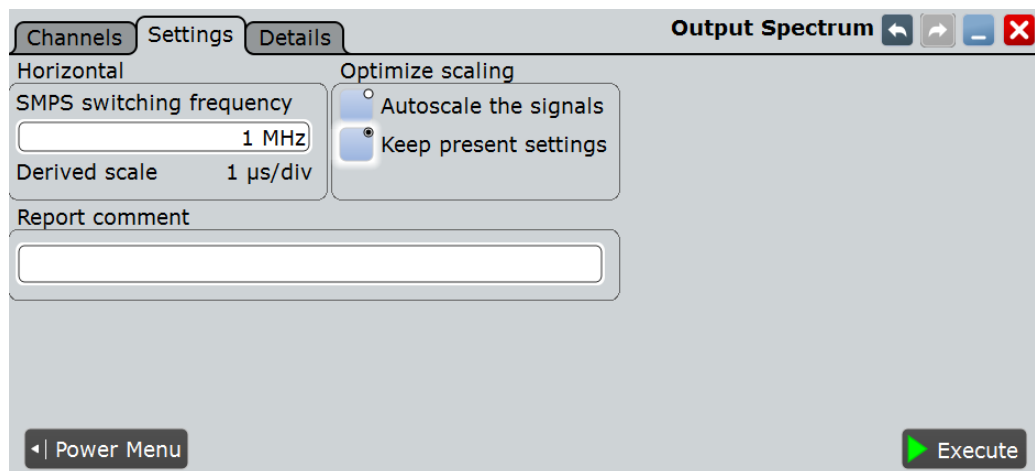 Channels Settings Details Output Spectrum
Horizontal Optimize scaling
SMPS switching frequency Autoscale the signals
1 MHz Keep present settings
Derived scale 1 µs/div
Report comment
Power Menu Execute